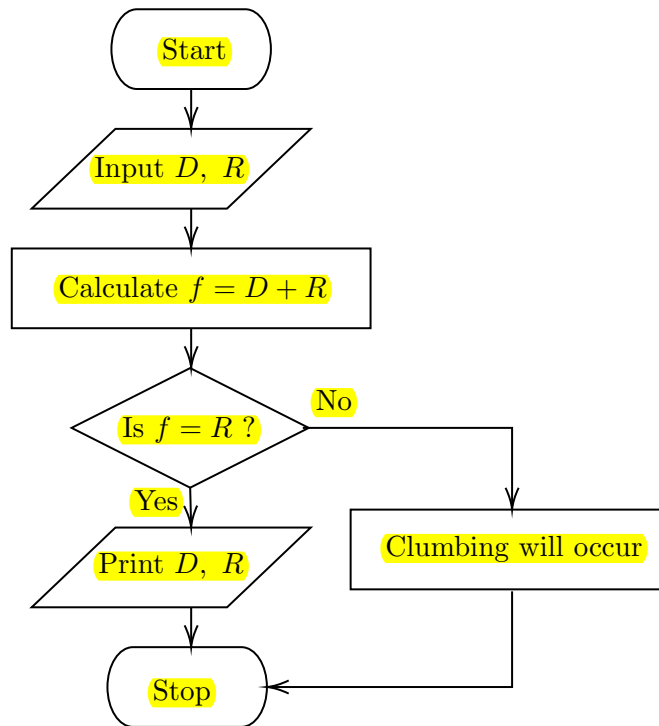 Start
Input D, R
Calculate f = D + R
Is f = R ?
No
Yes
Print D, R
Clumbing will occur
Stop